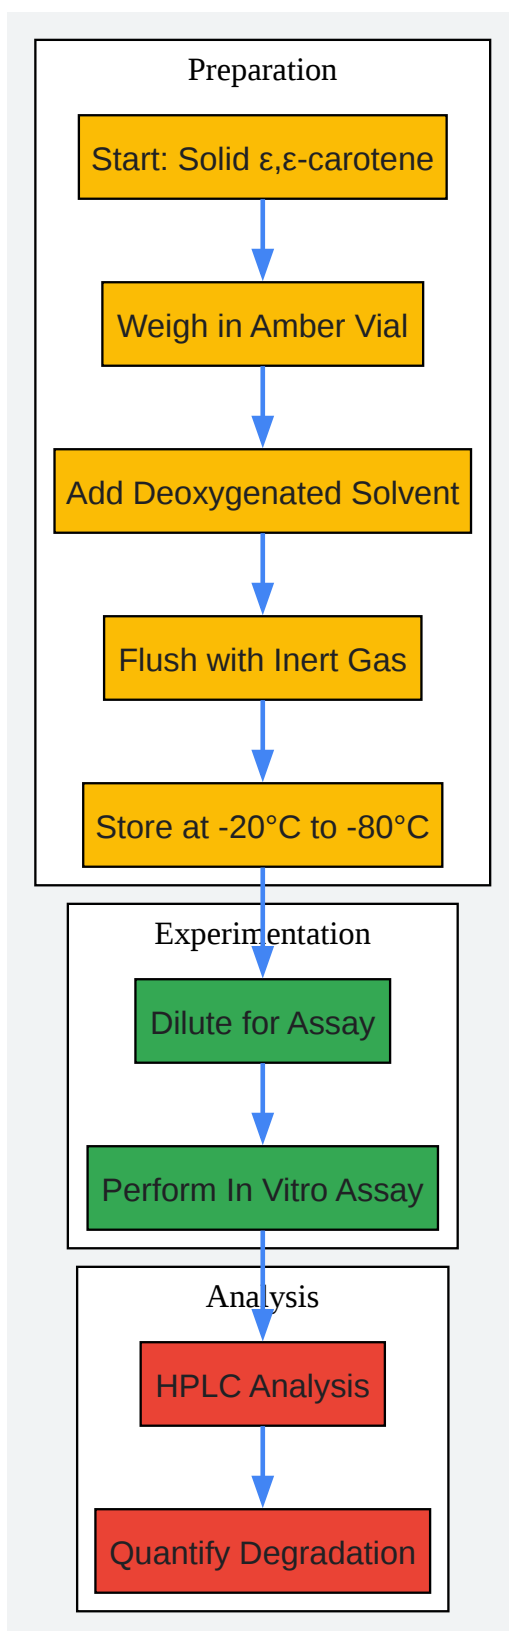 Preparation
Start: Solid ε,ε-carotene
Weigh in Amber Vial
Add Deoxygenated Solvent
Flush with Inert Gas
Store at -20°C to -80°C
Experimentation
Dilute for Assay
Perform In Vitro Assay
Analysis
HPLC Analysis
Quantify Degradation